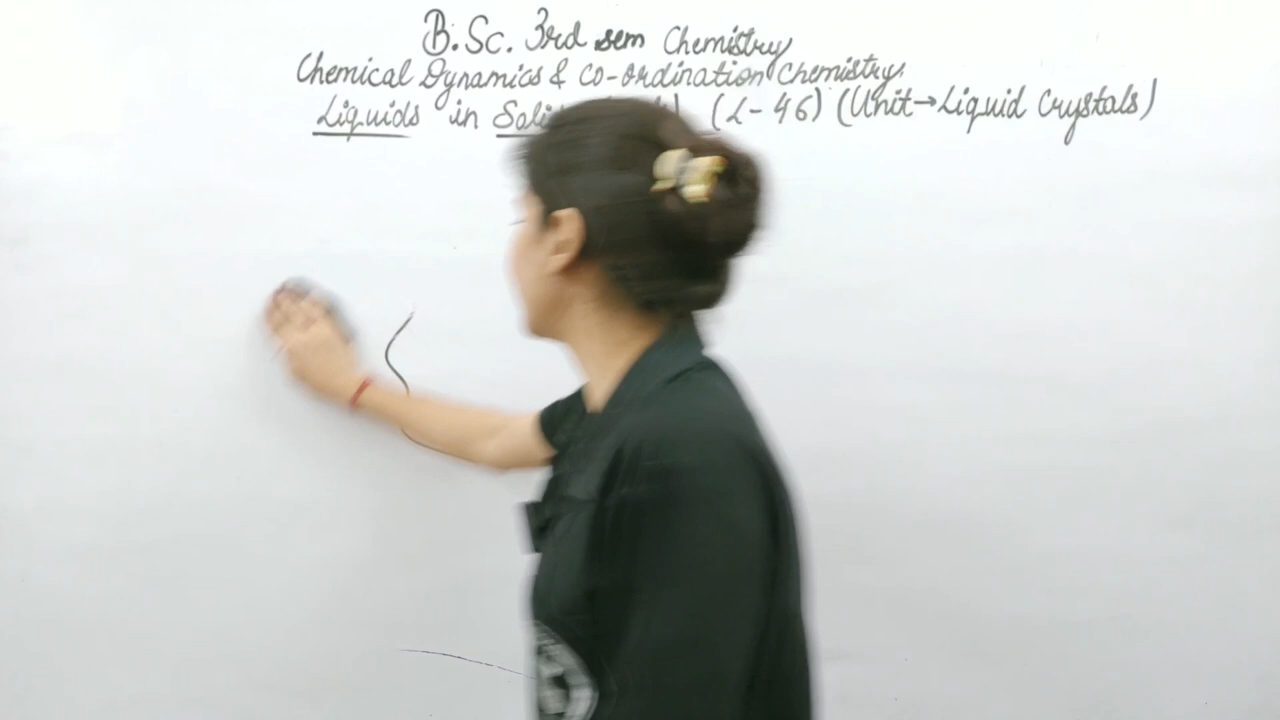 B.Sc. 3rd sem Chemistry
Chemical Dynamics & Co-ordination Chemistry
Liquids in (L-46) (Unit→Liquid Crystals)